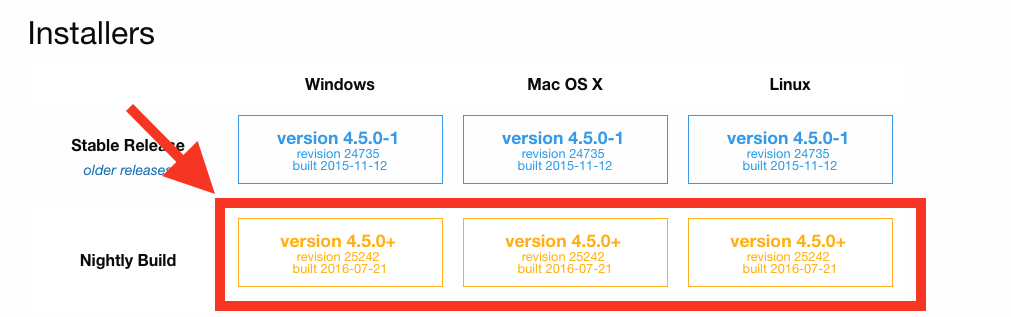 Installers
Windows Mac OS X Linux
Stable Release
older releases
version 4.5.0-1
revision 24735
built 2015-11-12
version 4.5.0-1
revision 24735
built 2015-11-12
version 4.5.0-1
revision 24735
built 2015-11-12
Nightly Build
version 4.5.0+
revision 25242
built 2016-07-21
version 4.5.0+
revision 25242
built 2016-07-21
version 4.5.0+
revision 25242
built 2016-07-21